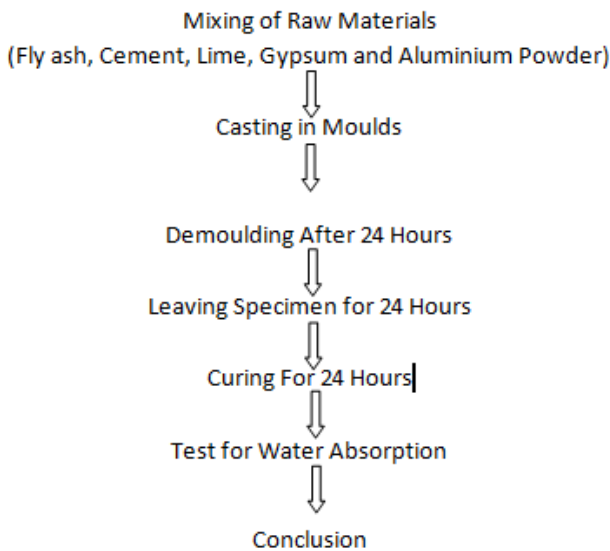 Mixing of Raw Materials
(Fly ash, Cement, Lime, Gypsum and Aluminium Powder)
Casting in Moulds
Demoulding After 24 Hours
Leaving Specimen for 24 Hours
Curing For 24 Hours
Test for Water Absorption
Conclusion